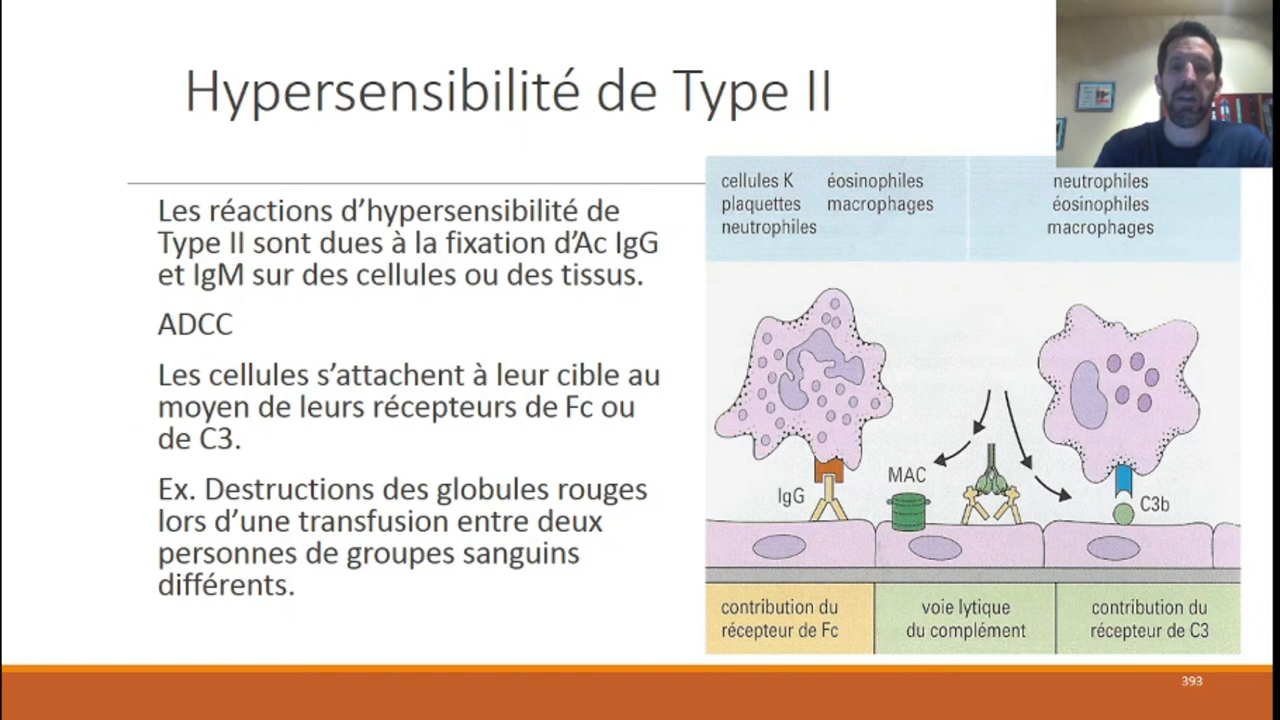 Hypersensibilité de Type II
Les réactions d'hypersensibilité de
Type II sont dues à la fixation d'Ac IgG
et IgM sur des cellules ou des tissus.
ADCC
Les cellules s'attachent à leur cible au
moyen de leurs récepteurs de Fc ou
de C3.
Ex. Destructions des globules rouges
lors d'une transfusion entre deux
personnes de groupes sanguins
différents.
cellules K éosinophiles
plaquettes macrophages
neutrophiles
neutrophiles
éosinophiles
macrophages
IgG
MAC
C3b
contribution du
récepteur de Fc
voie lytique
du complément
contribution du
récepteur de C3
393